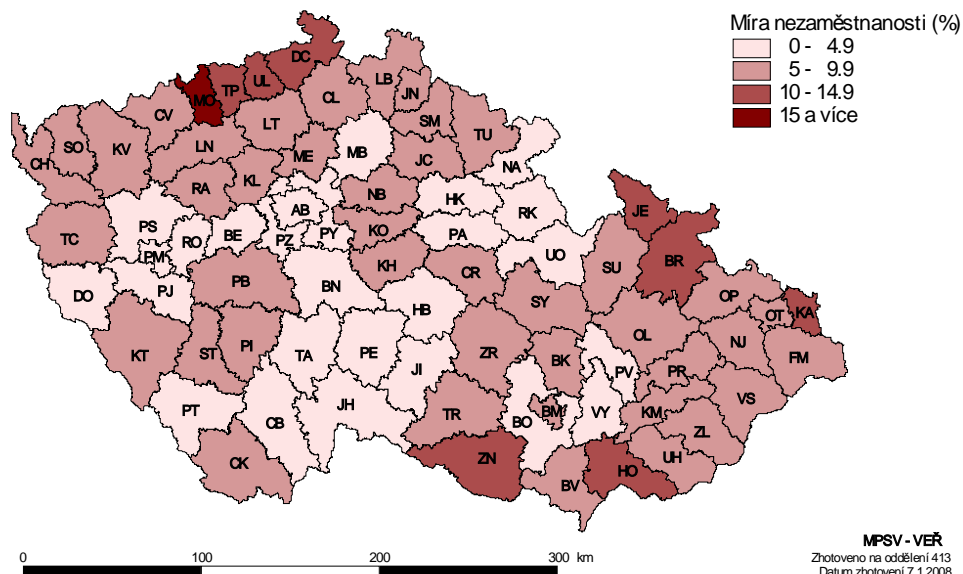 Míra nezaměstnanosti (%)
0 - 4.9
5 - 9.9
10 - 14.9
15 a více
DC
MO TP UL
CL LB JN
CV LT SM TU
CH SO KV LN ME MB JC NA
RA KL NB HK RK
AB
TC PS RO BE PZ PY KO PA JE
PM UO SU BR
DO PJ PB BN KH CR OP
HB SY OT KA
KT ST PI TA PE ZR OL NJ FM
JI BK PV PR
PT CB JH TR BO BM VY KM VS
ZL
CK ZN HO UH
BV
0 100 200 300 km
MPSV - VEŘ
Zhotoveno na oddělení 413
Datum zhotovení 7.1.2008